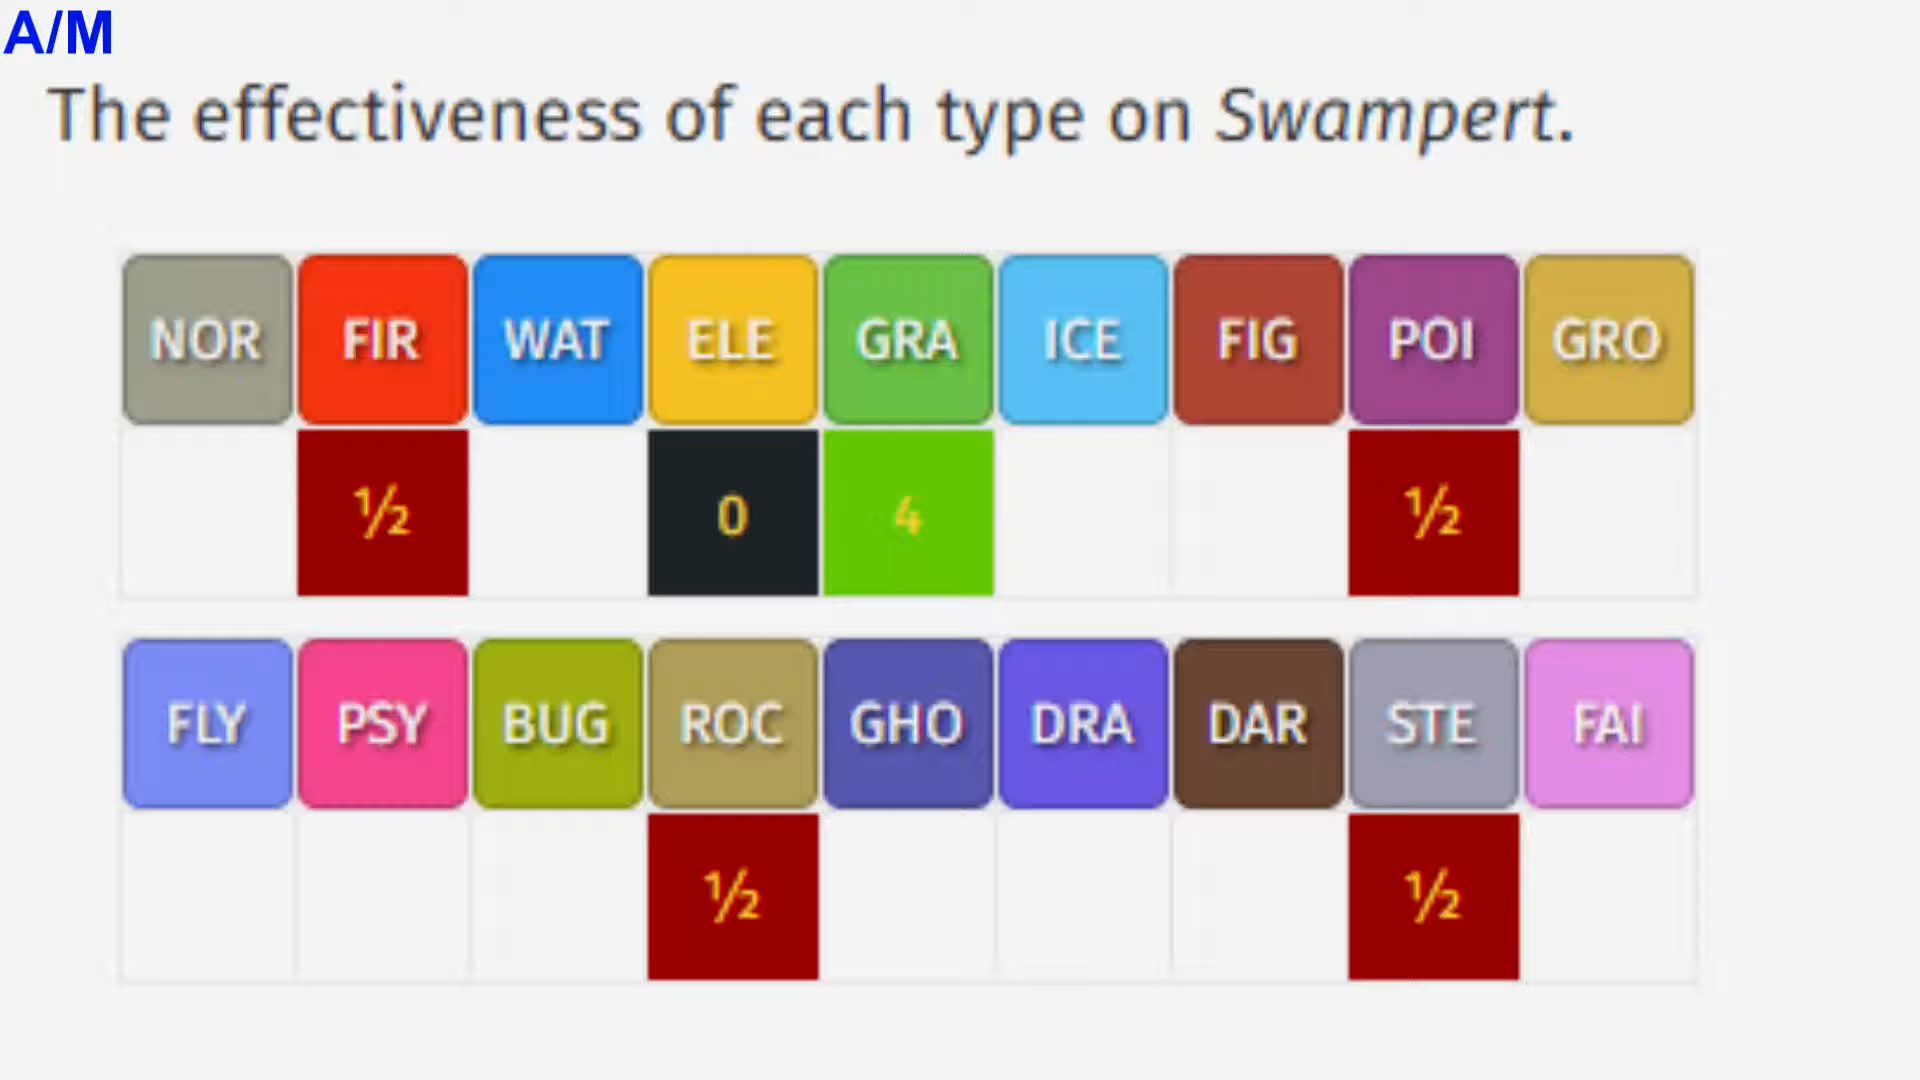 A/M
The effectiveness of each type on Swampert.
NOR FIR WAT ELE GRA ICE FIG POI GRO
½ 0 4 ½
FLY PSY BUG ROC GHO DRA DAR STE FAI
½ ½